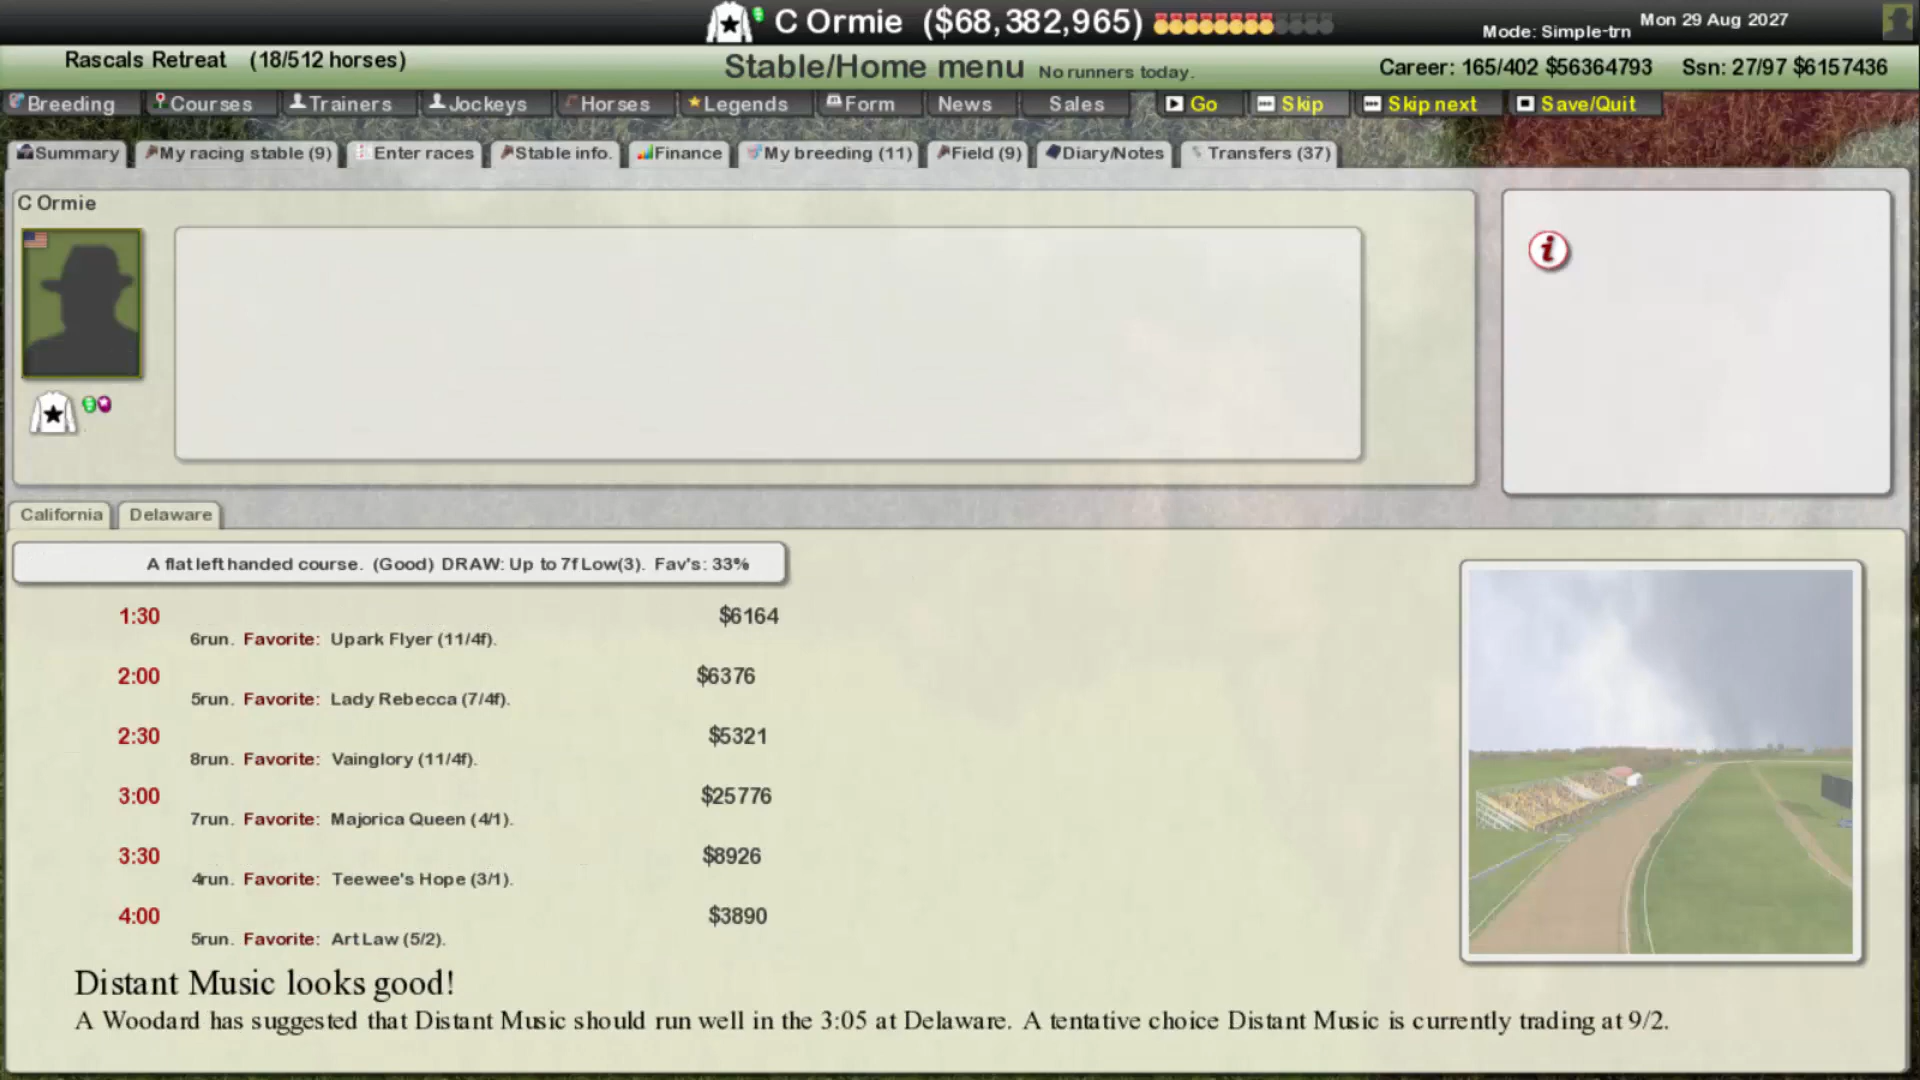 C Ormie ($68,382,965)
Mode: Simple-trn Mon 29 Aug 2027
Rascals Retreat (18/512 horses)
Stable/Home menu No runners today.
Career: 165/402 $56364793 Ssn: 27/97 $6157436
Breeding Courses Trainers Jockeys Horses Legends Form News Sales Go Skip Skip next Save/Quit
Summary My racing stable (9) Enter races Stable info. Finance My breeding (11) Field (9) Diary/Notes Transfers (37)
C Ormie
i
California Delaware
A flat left handed course. (Good) DRAW: Up to 7f Low(3). Fav's: 33%
1:30 $6164
6run. Favorite: Upark Flyer (11/4f).
2:00 $6376
5run. Favorite: Lady Rebecca (7/4f).
2:30 $5321
8run. Favorite: Vainglory (11/4f).
3:00 $25776
7run. Favorite: Majorica Queen (4/1).
3:30 $8926
4run. Favorite: Teewee's Hope (3/1).
4:00 $3890
5run. Favorite: Art Law (5/2).
Distant Music looks good!
A Woodard has suggested that Distant Music should run well in the 3:05 at Delaware. A tentative choice Distant Music is currently trading at 9/2.